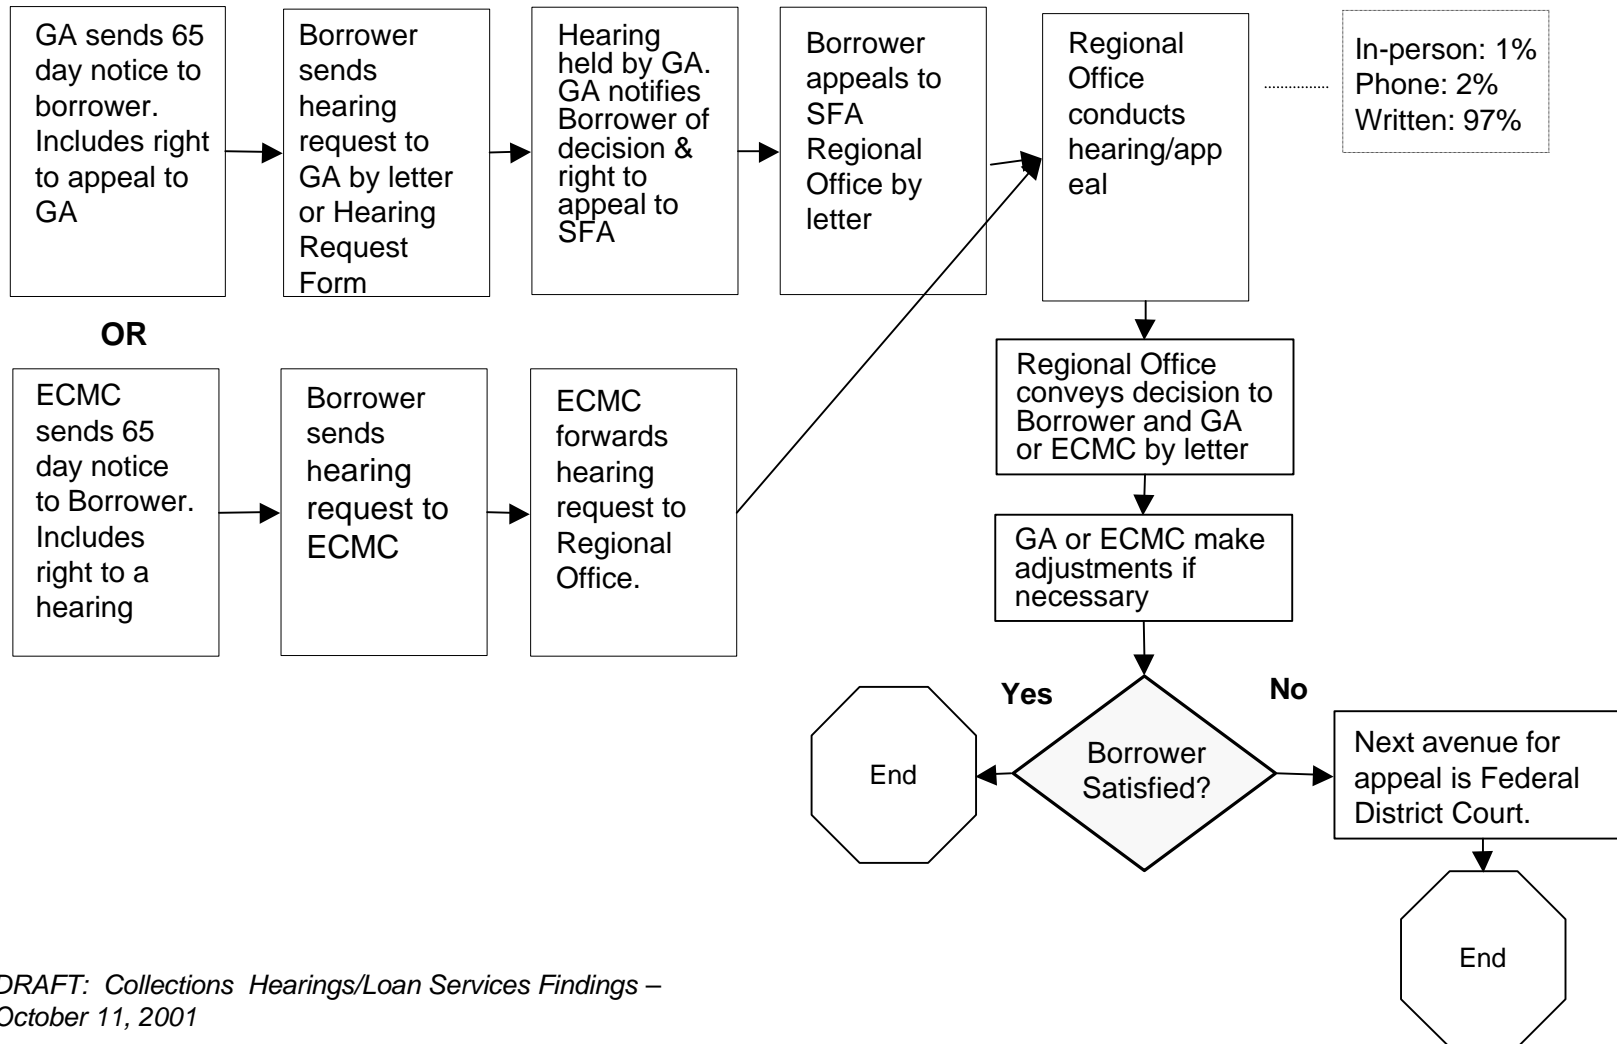 GA sends 65
day notice to
borrower.
Includes right
to appeal to
GA
Borrower
sends
hearing
request to
GA by letter
or Hearing
Request
Form
Hearing
held by GA.
GA notifies
Borrower of
decision &
right to
appeal to
SFA
Borrower
appeals to
SFA
Regional
Office by
letter
Regional
Office
conducts
hearing/app
eal
In-person: 1%
Phone: 2%
Written: 97%
OR
ECMC
sends 65
day notice
to Borrower.
Includes
right to a
hearing
Borrower
sends
hearing
request to
ECMC
ECMC
forwards
hearing
request to
Regional
Office.
Regional Office
conveys decision to
Borrower and GA
or ECMC by letter
GA or ECMC make
adjustments if
necessary
Yes
No
End
Borrower
Satisfied?
Next avenue for
appeal is Federal
District Court.
End
DRAFT: Collections Hearings/Loan Services Findings –
October 11, 2001